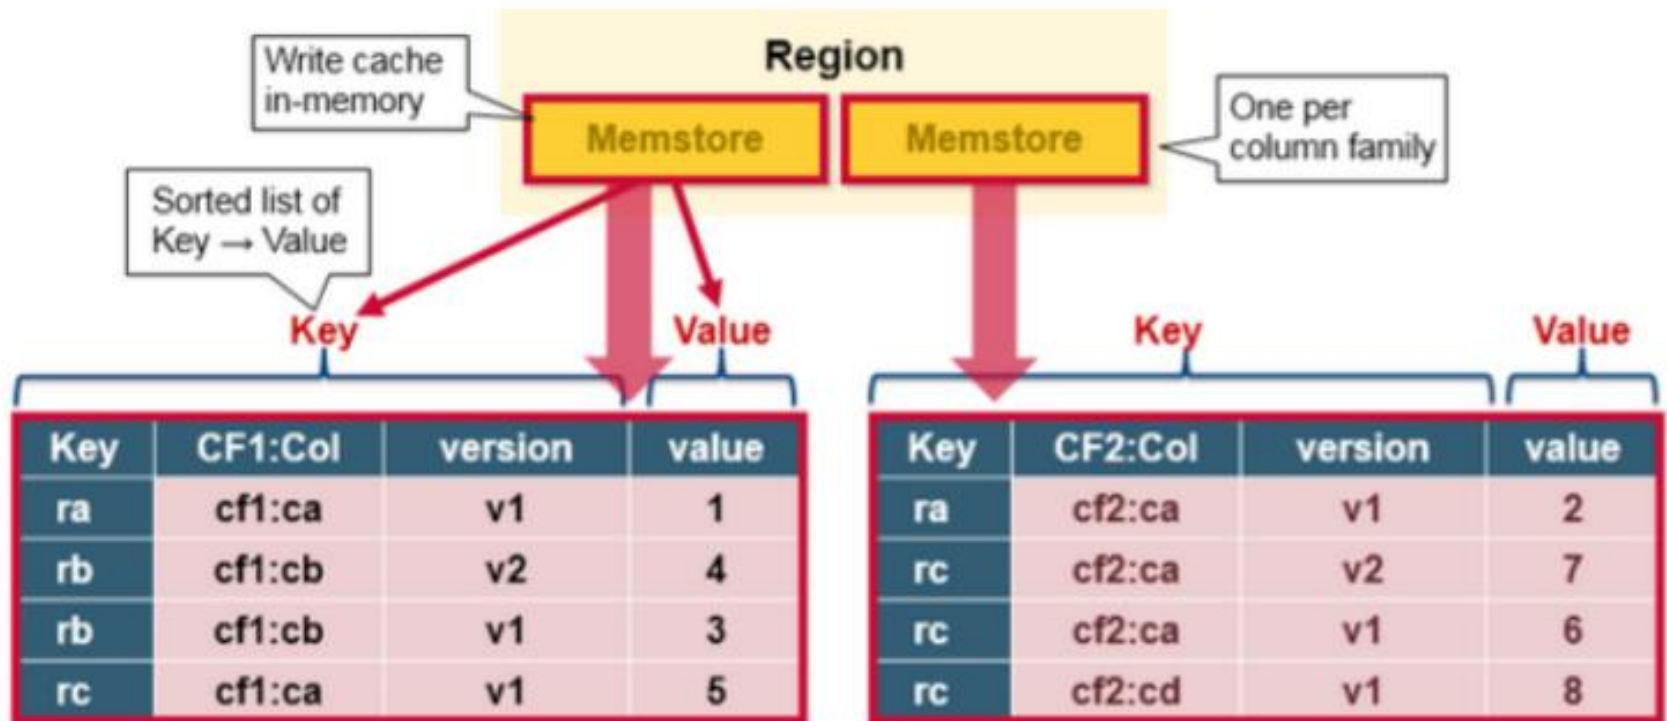 Region
Write cache
in-memory
Memstore
Memstore
One per
column family
Sorted list of
Key → Value
Key
Value
Key
Value
Key CF1:Col version value
ra cf1:ca v1 1
rb cf1:cb v2 4
rb cf1:cb v1 3
rc cf1:ca v1 5
Key CF2:Col version value
ra cf2:ca v1 2
rc cf2:ca v2 7
rc cf2:ca v1 6
rc cf2:cd v1 8